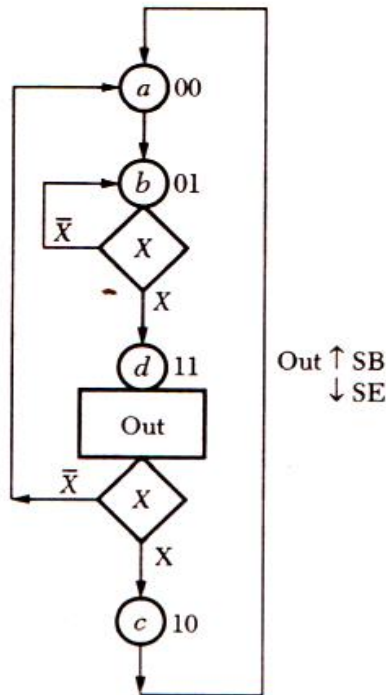 a 00
b 01
X̅ X
X
d 11
Out ↑ SB
↓ SE
Out
X̅ X
X
c 10